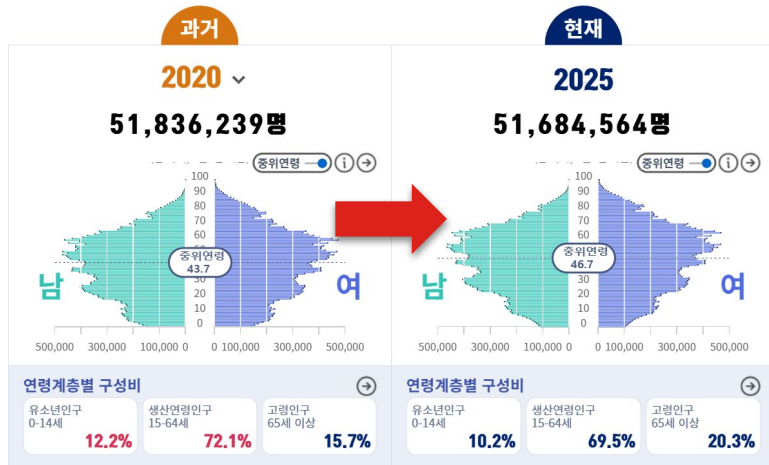 과거
2020
51,836,239명
중위연령
100
90
80
70
60
중위연령
43.7
30
20
10
0
남
여
500,000 300,000 100,000 0 0 100,000 300,000 500,000
연령계층별 구성비
유소년인구
0-14세
12.2%
생산연령인구
15-64세
72.1%
고령인구
65세 이상
15.7%
현재
2025
51,684,564명
중위연령
100
90
80
70
60
중위연령
46.7
30
20
10
0
남
여
500,000 300,000 100,000 0 0 100,000 300,000 500,000
연령계층별 구성비
유소년인구
0-14세
10.2%
생산연령인구
15-64세
69.5%
고령인구
65세 이상
20.3%